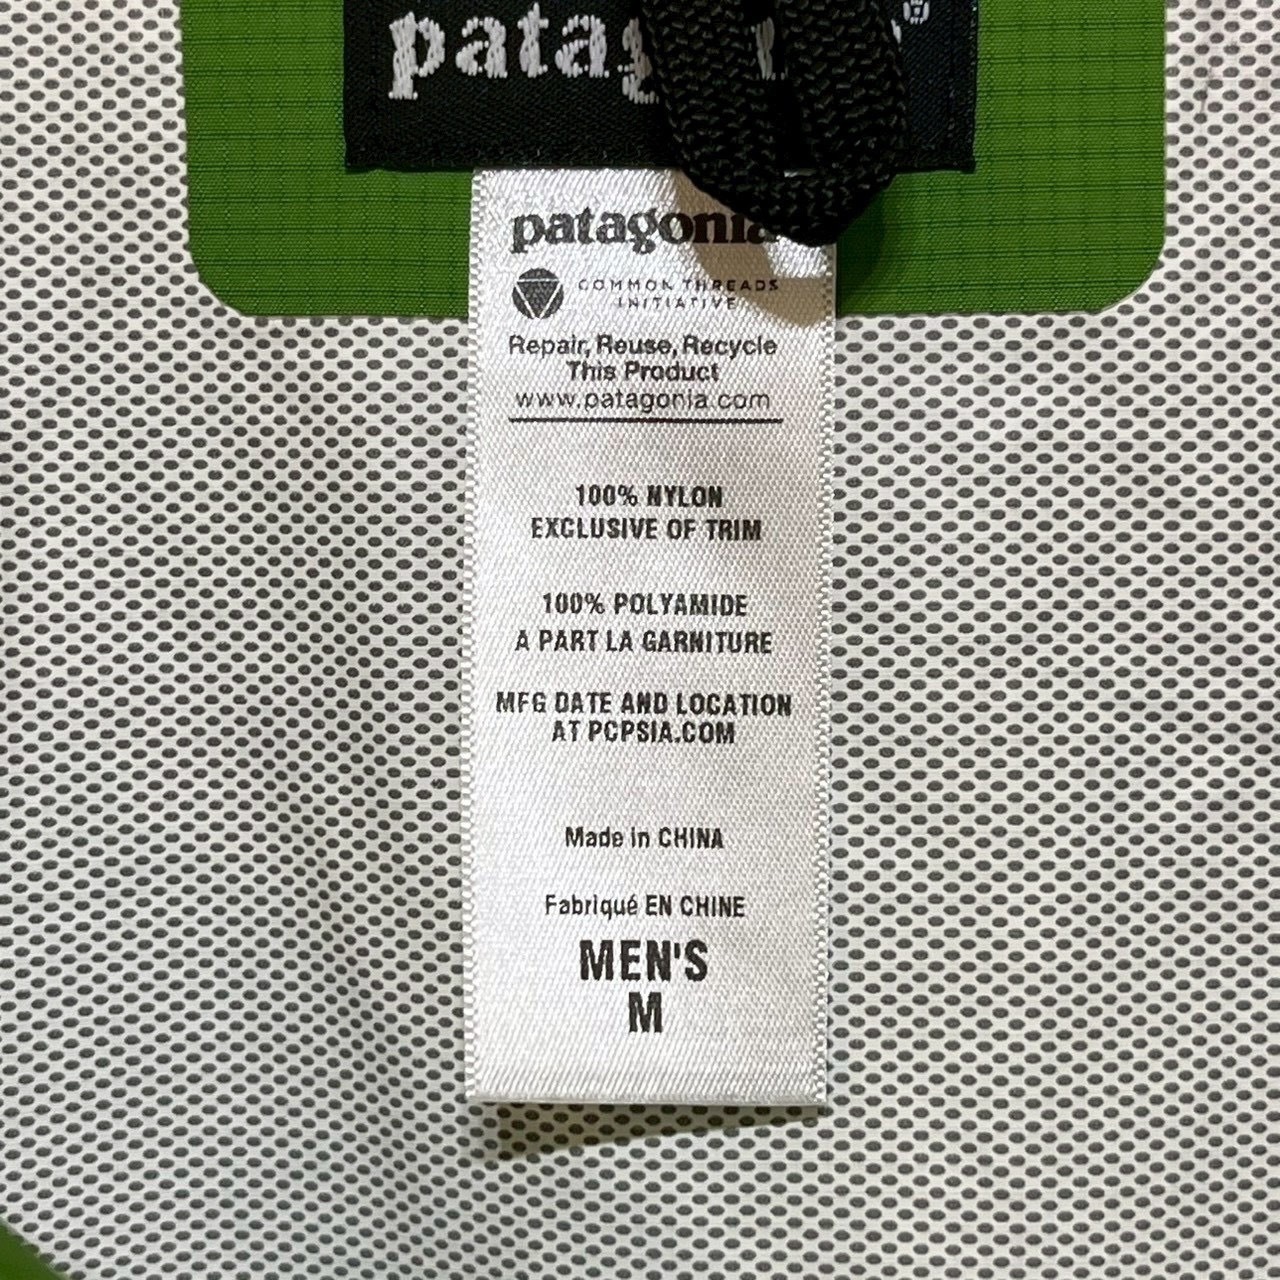 patagonia®
patagonia
COMMON THREADS
INITIATIVE
Repair, Reuse, Recycle
This Product
www.patagonia.com
100% NYLON
EXCLUSIVE OF TRIM
100% POLYAMIDE
A PART LA GARNITURE
MFG DATE AND LOCATION
AT PCPSIA.COM
Made in CHINA
Fabriqué EN CHINE
MEN'S
M